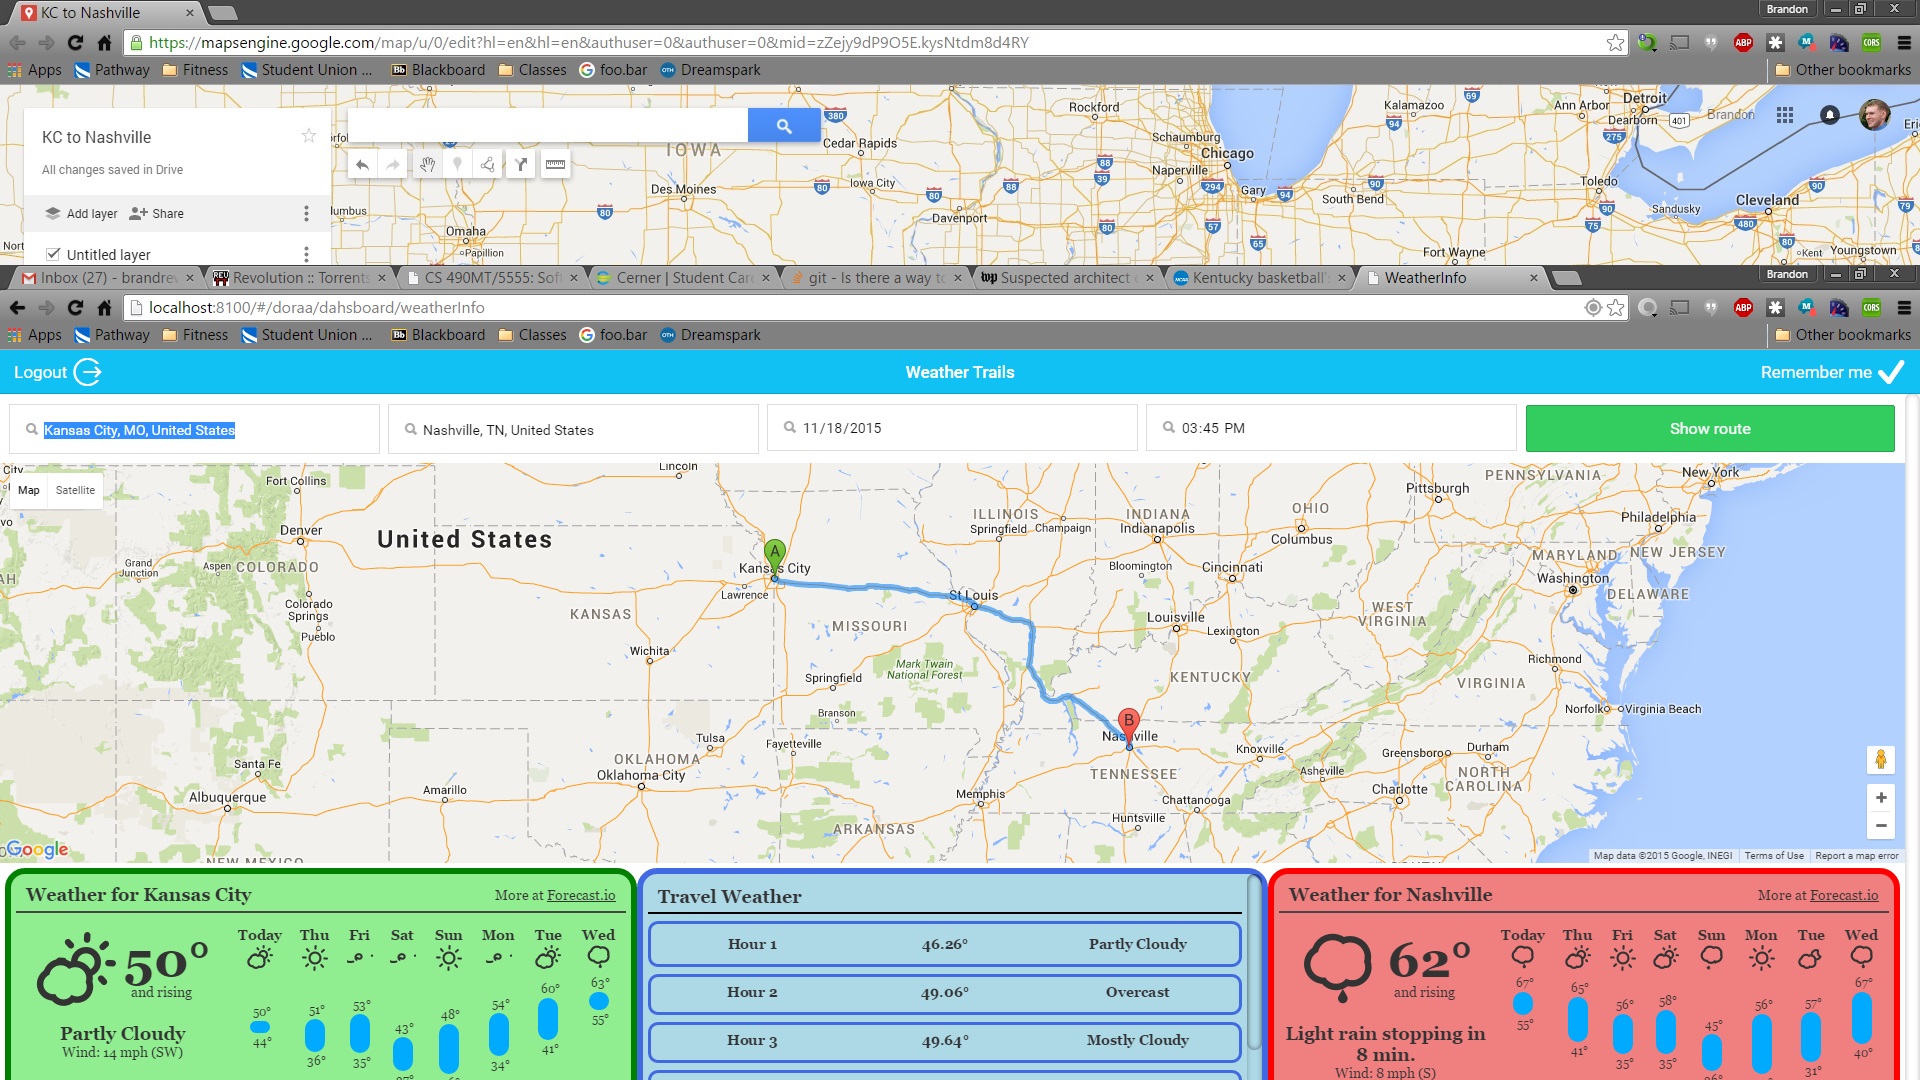 KC to Nashville
Brandon
https://mapsengine.google.com/map/u/0/edit?hl=en&hl=en&authuser=0&authuser=0&mid=zZejy9dP9O5E.kysNtdm8d4RY
Apps Pathway Fitness Student Union ... Blackboard Classes foo.bar Dreamspark Other bookmarks
KC to Nashville
All changes saved in Drive
Add layer Share
Untitled layer
IOWA
Cedar Rapids
Iowa City
Des Moines
Davenport
Omaha
Papillion
Rockford
Schaumburg
Chicago
Naperville
Gary
South Bend
Kalamazoo
Ann Arbor
Detroit
Dearborn
Brandon
Toledo
Sandusky
Cleveland
Fort Wayne
Kent
Youngstown
Inbox (27) - brandrew Revolution :: Torrents CS 490MT/5555: Soft Cerner | Student Care git - Is there a way to Suspected architect Kentucky basketball's WeatherInfo
Brandon
localhost:8100/#/doraa/dahsboard/weatherInfo
Apps Pathway Fitness Student Union ... Blackboard Classes foo.bar Dreamspark Other bookmarks
Logout Weather Trails Remember me
Kansas City, MO, United States Nashville, TN, United States 11/18/2015 03:45 PM Show route
Map Satellite
United States
Lincoln
Fort Collins
Denver
Grand Junction
Aspen
COLORADO
Colorado Springs
Pueblo
KANSAS
Wichita
A
Kansas City
Lawrence
MISSOURI
St Louis
Springfield
Branson
Mark Twain National Forest
ILLINOIS
Springfield Champaign
INDIANA
Indianapolis
Bloomington
OHIO
Columbus
Cincinnati
Louisville
Lexington
KENTUCKY
WEST VIRGINIA
Pittsburgh
PENNSYLVANIA
New York
Philadelphia
MARYLAND NEW JERSEY
Washington
DELAWARE
Richmond
VIRGINIA
Norfolk
Virginia Beach
B
Nashville
TENNESSEE
Knoxville
Asheville
Greensboro
Durham
NORTH CAROLINA
Charlotte
Chattanooga
Huntsville
Memphis
ARKANSAS
Fayetteville
Tulsa
OKLAHOMA
Oklahoma City
Amarillo
Santa Fe
Albuquerque
NEW MEXICO
Google
Map data ©2015 Google, INEGI Terms of Use Report a map error
Weather for Kansas City More at Forecast.io
Today Thu Fri Sat Sun Mon Tue Wed
50°
and rising
Partly Cloudy
Wind: 14 mph (SW)
50° 51° 53° 43° 48° 54° 60° 63°
44° 36° 35° 34° 41° 55°
Travel Weather
Hour 1 46.26° Partly Cloudy
Hour 2 49.06° Overcast
Hour 3 49.64° Mostly Cloudy
Weather for Nashville More at Forecast.io
Today Thu Fri Sat Sun Mon Tue Wed
62°
and rising
Light rain stopping in
8 min.
Wind: 8 mph (S)
67° 65° 56° 58° 45° 56° 57° 67°
55° 41° 35° 35° 31° 40°